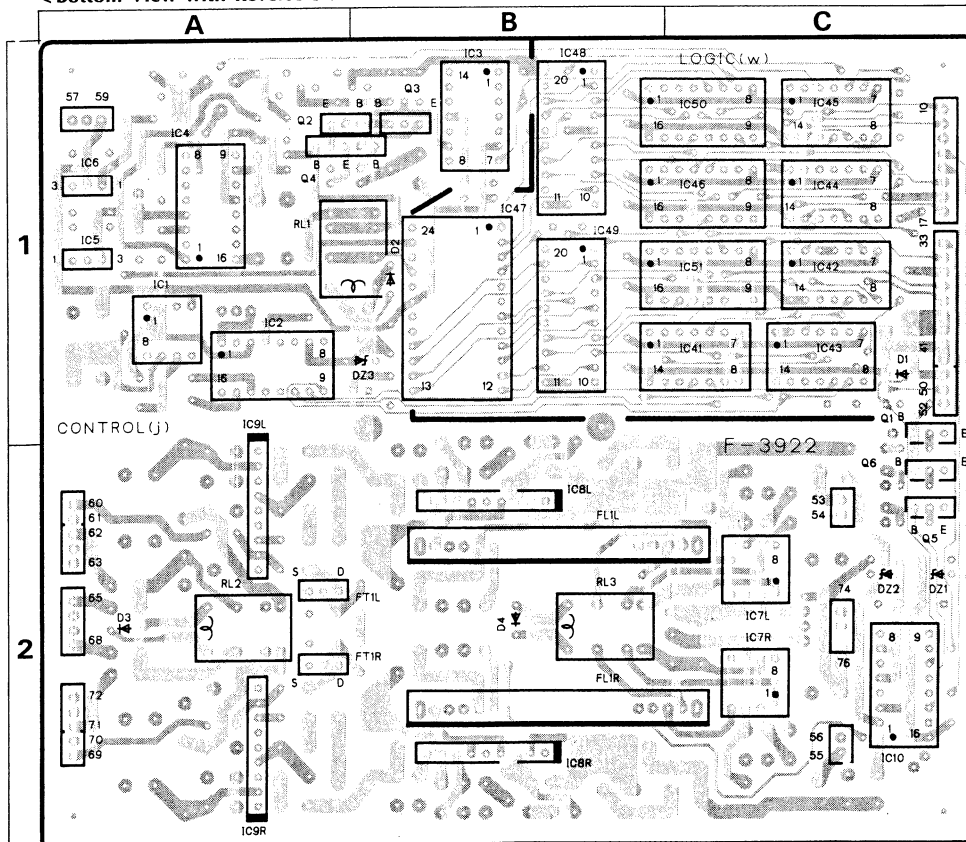 A B C
1
2
LOGIC(w)
CONTROL(j)
F-3922
57 59
IC4
8 9
1 16
IC6
3 1
IC5
1 3
IC1
1
8
IC2
1 8
16 9
Q2
E B
Q3
B E
Q4
B E B
RL1
D2
DZ3
IC3
14 1
8 7
IC48
20 1
11 10
IC47
24 1
13 12
IC49
20 1
11 10
IC50
1 8
16 9
IC45
1 7
14 8
IC46
1 8
16 9
IC44
1 7
14 8
IC51
1 8
16 9
IC42
1 7
14 8
IC41
1 7
14 8
IC43
1 7
14 8
10
17
33
41
50
52
D1
Q1 B
E
Q6 B E
B E
Q5
IC9L
60
61
62
63
65
68
D3
RL2
S D
FT1L
FT1R
S D
72
71
70
69
IC9R
IC8L
FL1L
D4
RL3
FL1R
IC8R
8
1
IC7L
IC7R
8
1
53
54
74
76
DZ2 DZ1
8 9
1 16
IC10
56
55